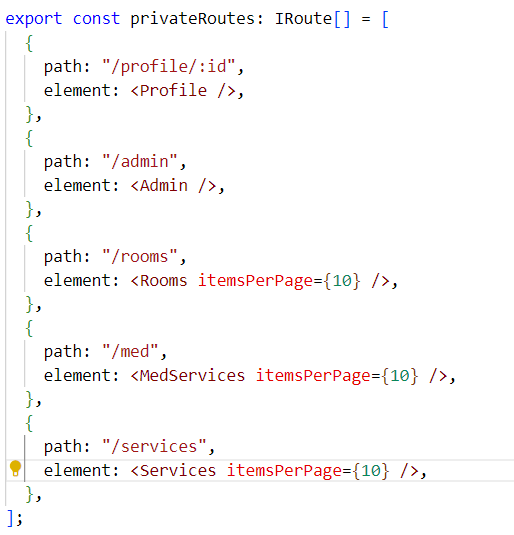 export const privateRoutes: IRoute[] = [
  {
    path: "/profile/:id",
    element: <Profile />,
  },
  {
    path: "/admin",
    element: <Admin />,
  },
  {
    path: "/rooms",
    element: <Rooms itemsPerPage={10} />,
  },
  {
    path: "/med",
    element: <MedServices itemsPerPage={10} />,
  },
  {
    path: "/services",
    element: <Services itemsPerPage={10} />,
  },
];